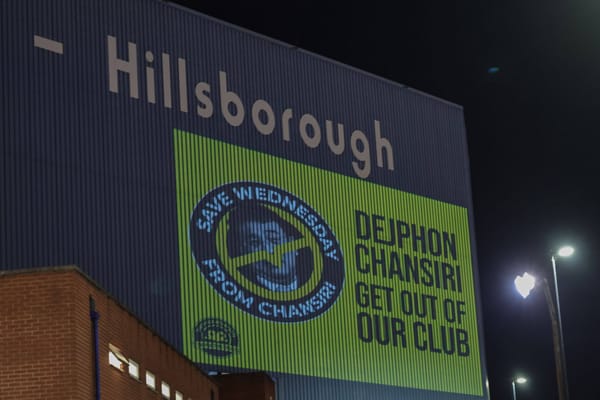 - Hillsborough
SAVE WEDNESDAY
FROM CHANSIRI
DEJPHON
CHANSIRI
GET OUT OF
OUR CLUB